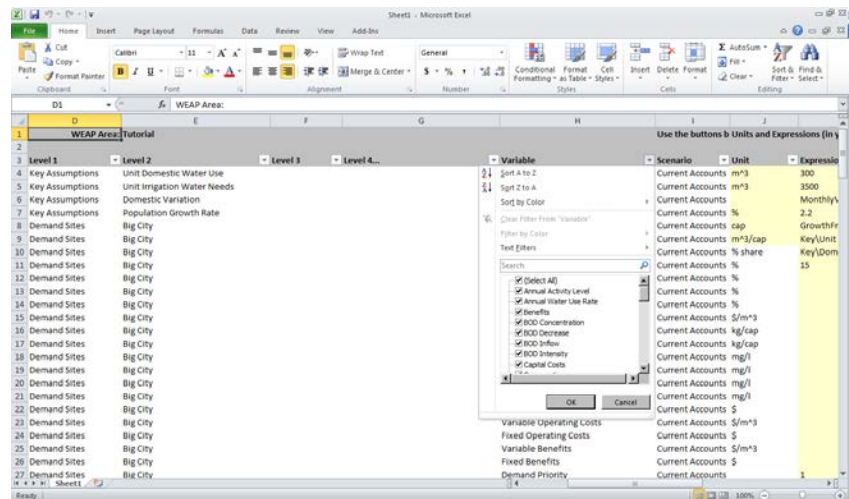 Sheet1 - Microsoft Excel
File Home Insert Page Layout Formulas Data Review View Add-Ins
Paste
Cut
Copy
Format Painter
Clipboard
Calibri 11
B I U
Font
Wrap Text
Merge & Center
Alignment
General
$ % ,
Number
Conditional Formatting
Format as Table
Cell Styles
Styles
Insert Delete Format
Cells
AutoSum
Fill
Clear
Sort & Filter
Find & Select
Editing
D1 fx WEAP Area:
D E F G H I J
1 WEAP Area: Tutorial Use the buttons b Units and Expressions (in y
2
3 Level 1 Level 2 Level 3 Level 4... Variable Scenario Unit Expressio
4 Key Assumptions Unit Domestic Water Use Current Accounts m^3 300
5 Key Assumptions Unit Irrigation Water Needs Current Accounts m^3 3500
6 Key Assumptions Domestic Variation Current Accounts MonthlyV
7 Key Assumptions Population Growth Rate Current Accounts % 2.2
8 Demand Sites Big City Current Accounts cap GrowthFr
9 Demand Sites Big City Current Accounts m^3/cap Key\Unit
10 Demand Sites Big City Current Accounts % share Key\Dom
11 Demand Sites Big City Current Accounts % 15
12 Demand Sites Big City Current Accounts %
13 Demand Sites Big City Current Accounts %
14 Demand Sites Big City Current Accounts %
15 Demand Sites Big City Current Accounts $/m^3
16 Demand Sites Big City Current Accounts kg/cap
17 Demand Sites Big City Current Accounts kg/cap
18 Demand Sites Big City Current Accounts mg/l
19 Demand Sites Big City Current Accounts mg/l
20 Demand Sites Big City Current Accounts mg/l
21 Demand Sites Big City Current Accounts mg/l
22 Demand Sites Big City Current Accounts $
23 Demand Sites Big City Variable Operating Costs Current Accounts $/m^3
24 Demand Sites Big City Fixed Operating Costs Current Accounts $
25 Demand Sites Big City Variable Benefits Current Accounts $/m^3
26 Demand Sites Big City Fixed Benefits Current Accounts $
27 Demand Sites Big City Demand Priority Current Accounts 1
Sort A to Z
Sort Z to A
Sort by Color
Clear Filter From "Variable"
Filter by Color
Text Filters
Search
(Select All)
Annual Activity Level
Annual Water Use Rate
Benefits
BOD Concentration
BOD Decrease
BOD Inflow
BOD Intensity
Capital Costs
OK Cancel
Sheet1
Ready 100%